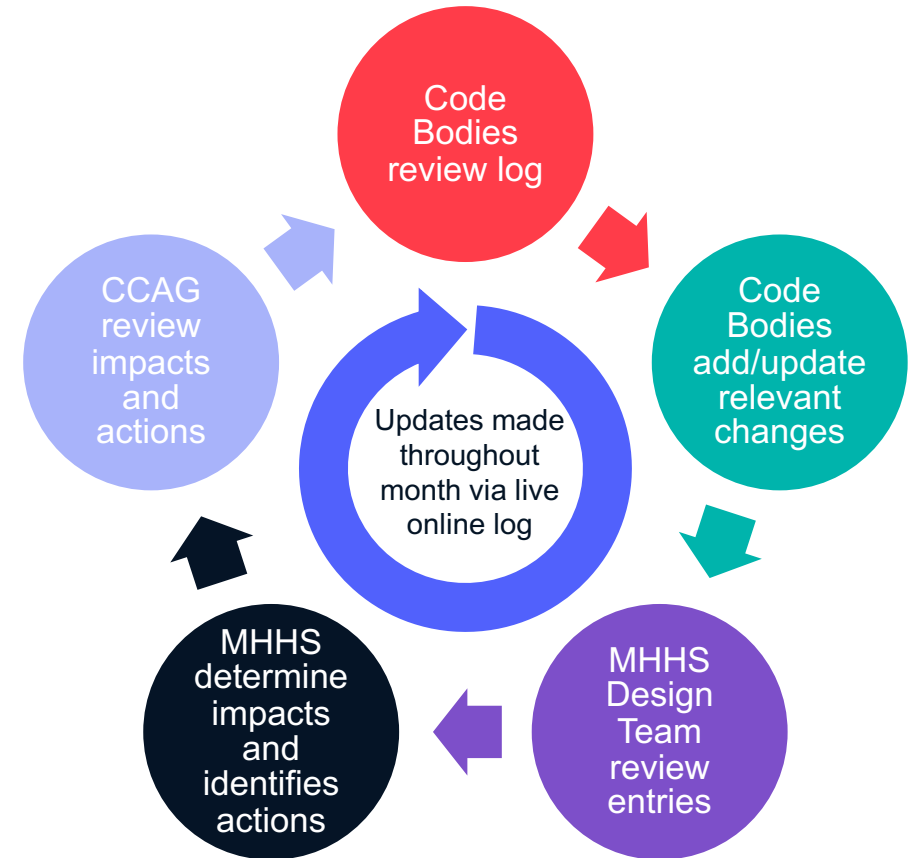 Code
Bodies
review log
Code
Bodies
add/update
relevant
changes
MHHS
Design
Team
review
entries
MHHS
determine
impacts
and
identifies
actions
CCAG
review
impacts
and
actions
Updates made
throughout
month via live
online log